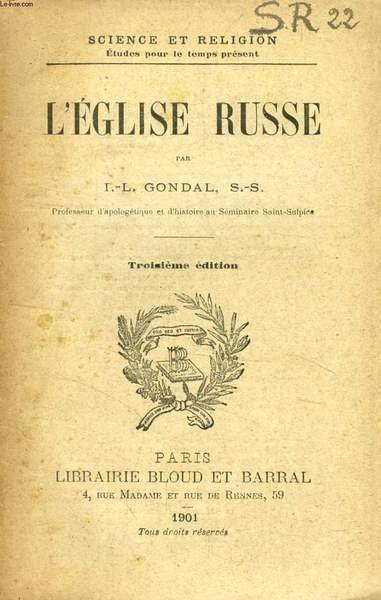 S.R 22
SCIENCE ET RELIGION
Études pour le temps présent
L'ÉGLISE RUSSE
PAR
I.-L. GONDAL, S.-S.
Professeur d'apologétique et d'histoire au Séminaire Saint-Sulpice
Troisième édition
PARIS
LIBRAIRIE BLOUD ET BARRAL
4, RUE MADAME ET RUE DE RENNES, 59
1901
Tous droits réservés